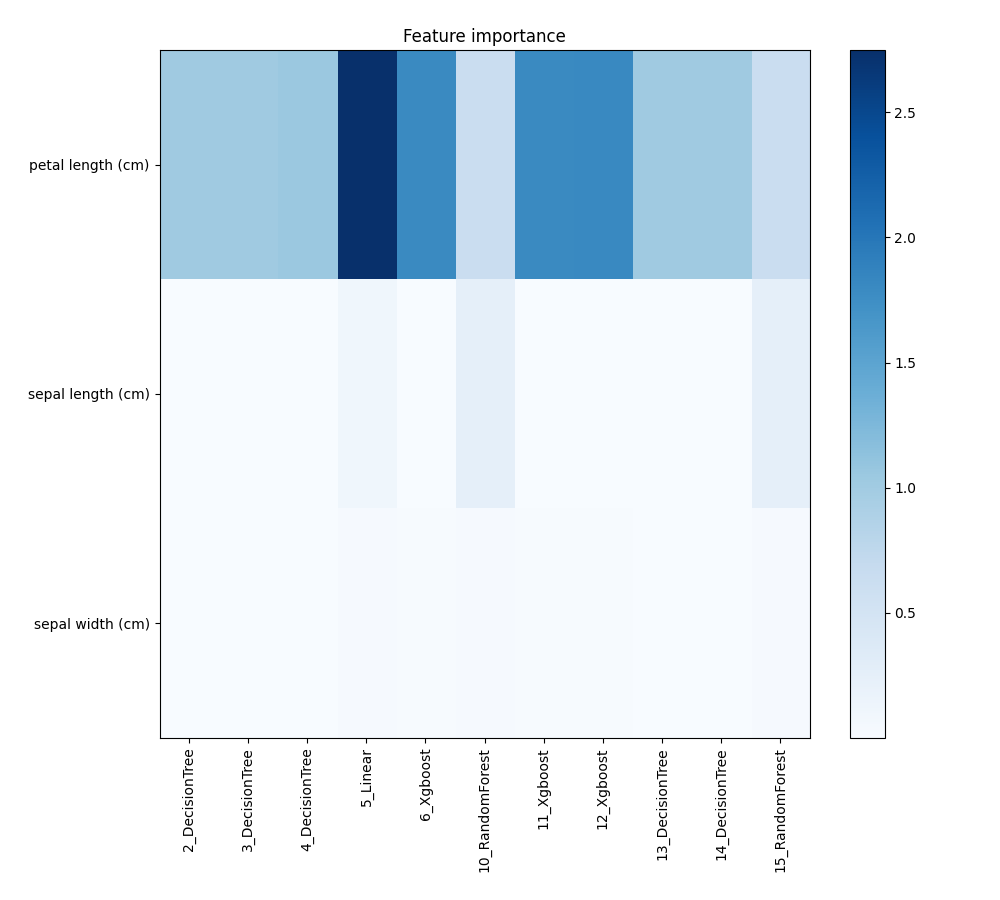 Feature importance
petal length (cm)
sepal length (cm)
sepal width (cm)
2_DecisionTree
3_DecisionTree
4_DecisionTree
5_Linear
6_Xgboost
10_RandomForest
11_Xgboost
12_Xgboost
13_DecisionTree
14_DecisionTree
15_RandomForest
2.5
2.0
1.5
1.0
0.5